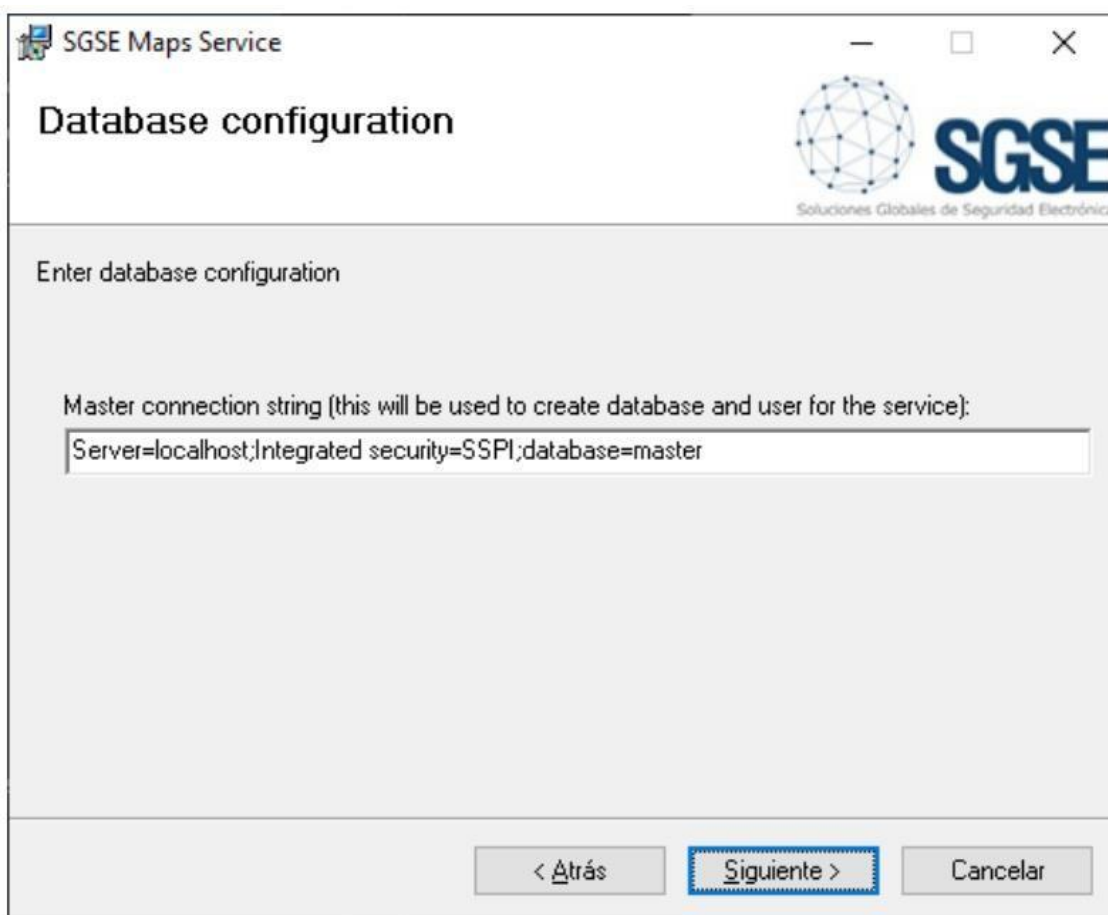 SGSE Maps Service
Database configuration
SGSE
Soluciones Globales de Seguridad Electrónica
Enter database configuration
Master connection string (this will be used to create database and user for the service):
Server=localhost;Integrated security=SSPI;database=master
< Atrás
Siguiente >
Cancelar